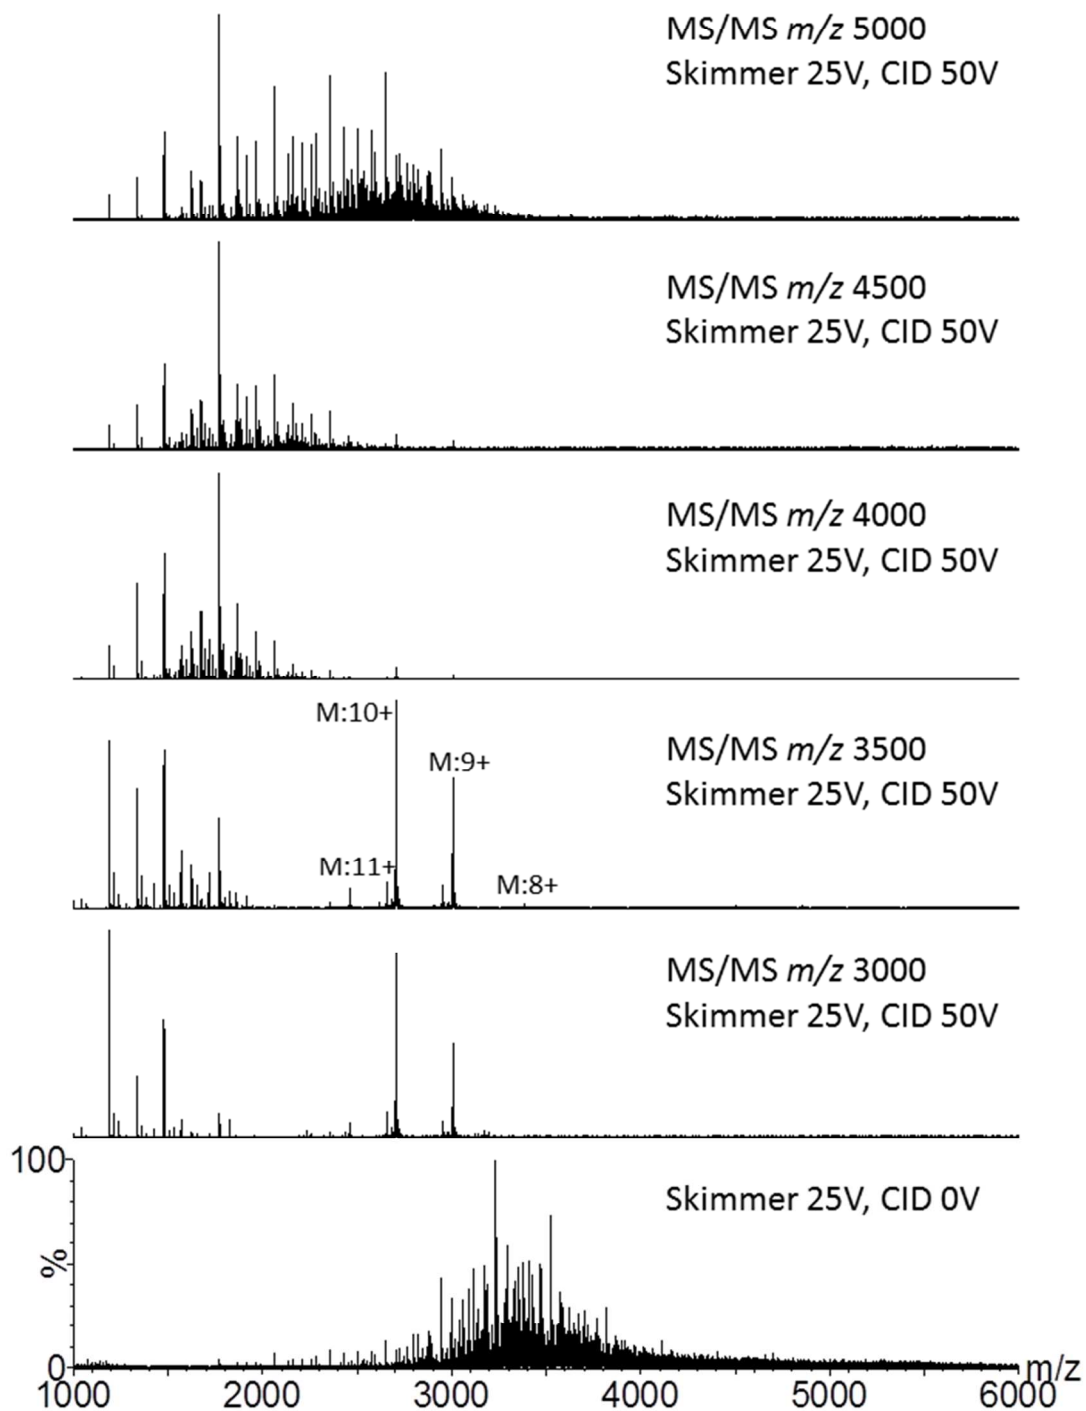 MS/MS m/z 5000
Skimmer 25V, CID 50V
MS/MS m/z 4500
Skimmer 25V, CID 50V
MS/MS m/z 4000
Skimmer 25V, CID 50V
M:10+
M:9+
M:11+
M:8+
MS/MS m/z 3500
Skimmer 25V, CID 50V
MS/MS m/z 3000
Skimmer 25V, CID 50V
100
%
0
Skimmer 25V, CID 0V
m/z
1000 2000 3000 4000 5000 6000